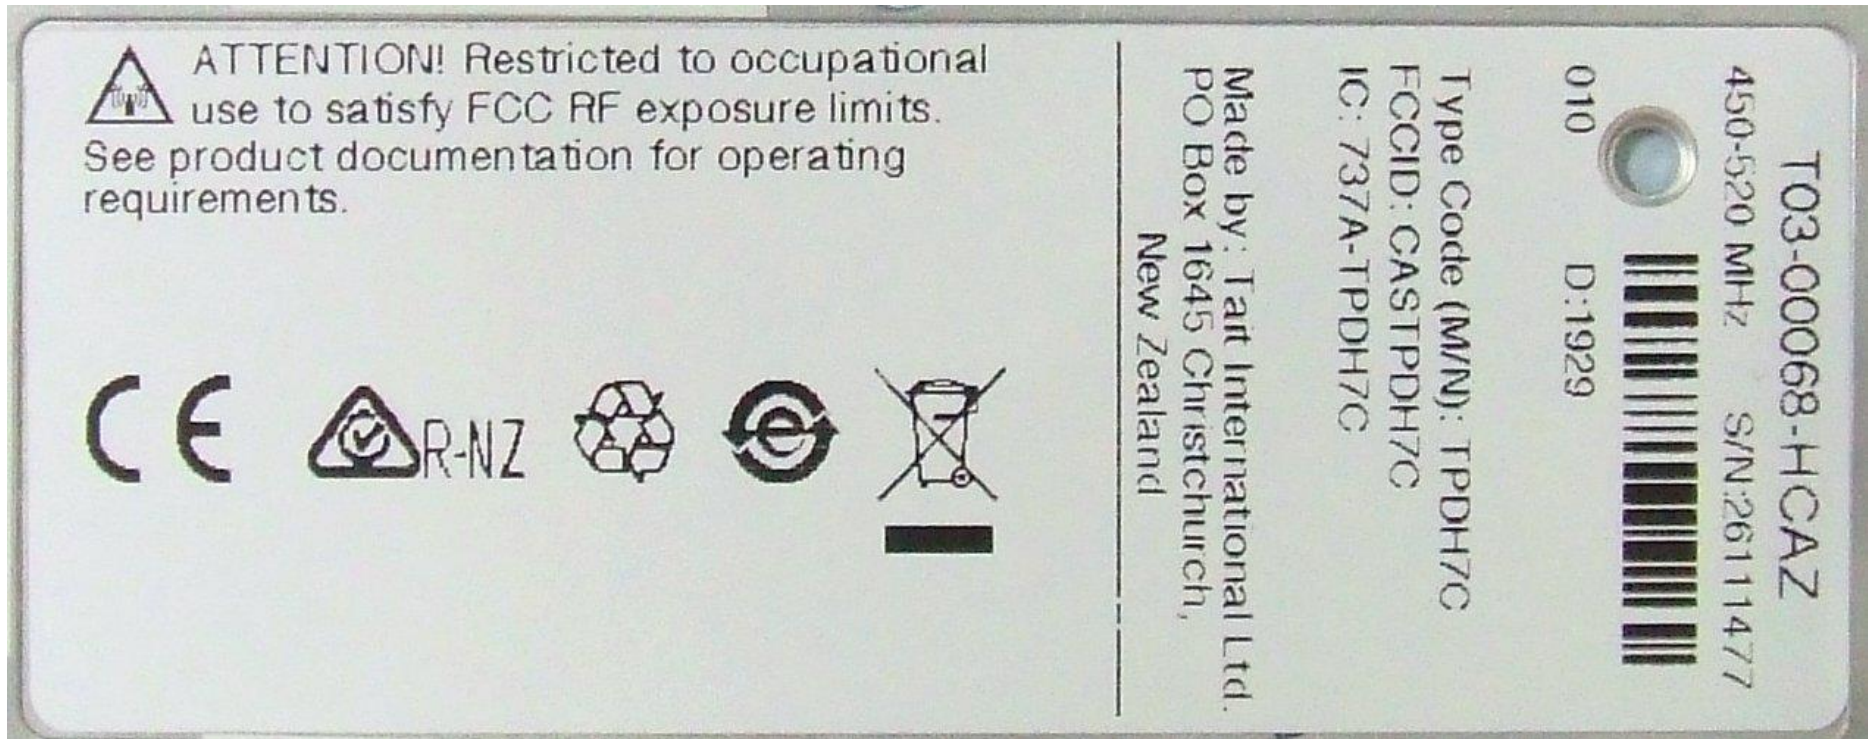 ATTENTION! Restricted to occupational
use to satisfy FCC RF exposure limits.
See product documentation for operating
requirements.
CE
R-NZ
T03-00068-HCAZ
450-520 MHz S/N:26111477
010 D:1929
Type Code (M/N): TPDH7C
FCCID: CASTPDH7C
IC: 737A-TPDH7C
Made by: Tait International Ltd.
PO Box 1645 Christchurch,
New Zealand